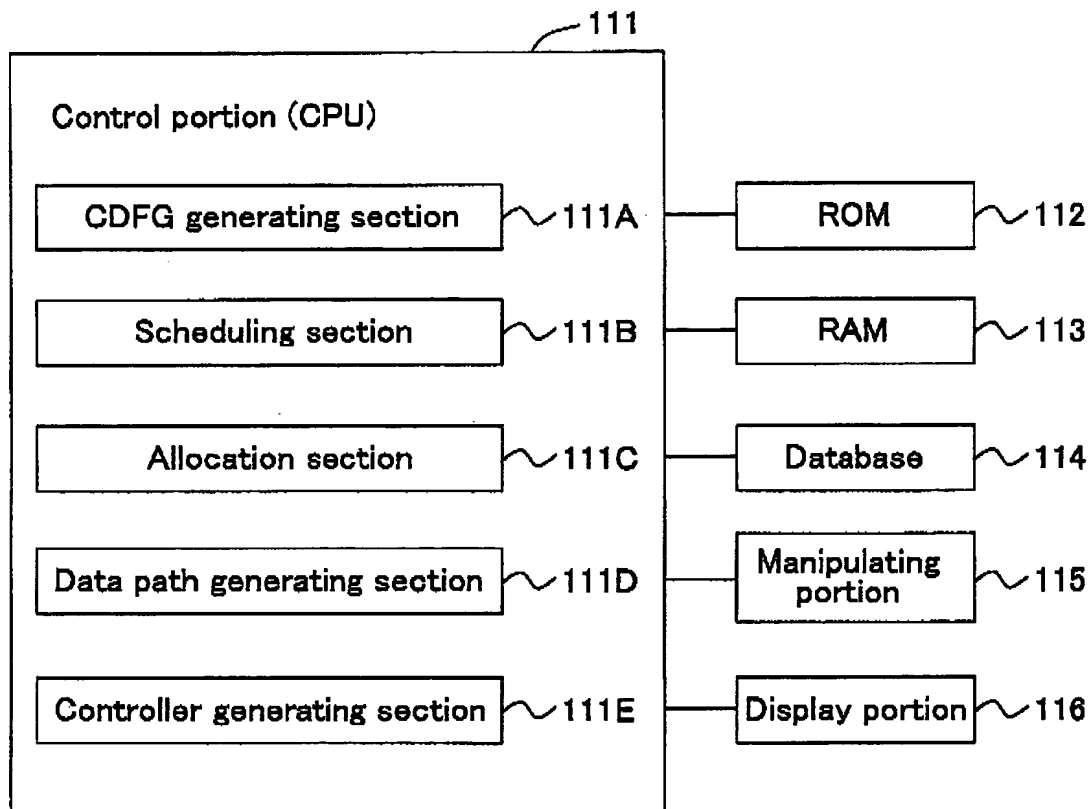 111
Control portion (CPU)
CDFG generating section 111A ROM 112
Scheduling section 111B RAM 113
Allocation section 111C Database 114
Data path generating section 111D Manipulating portion 115
Controller generating section 111E Display portion 116